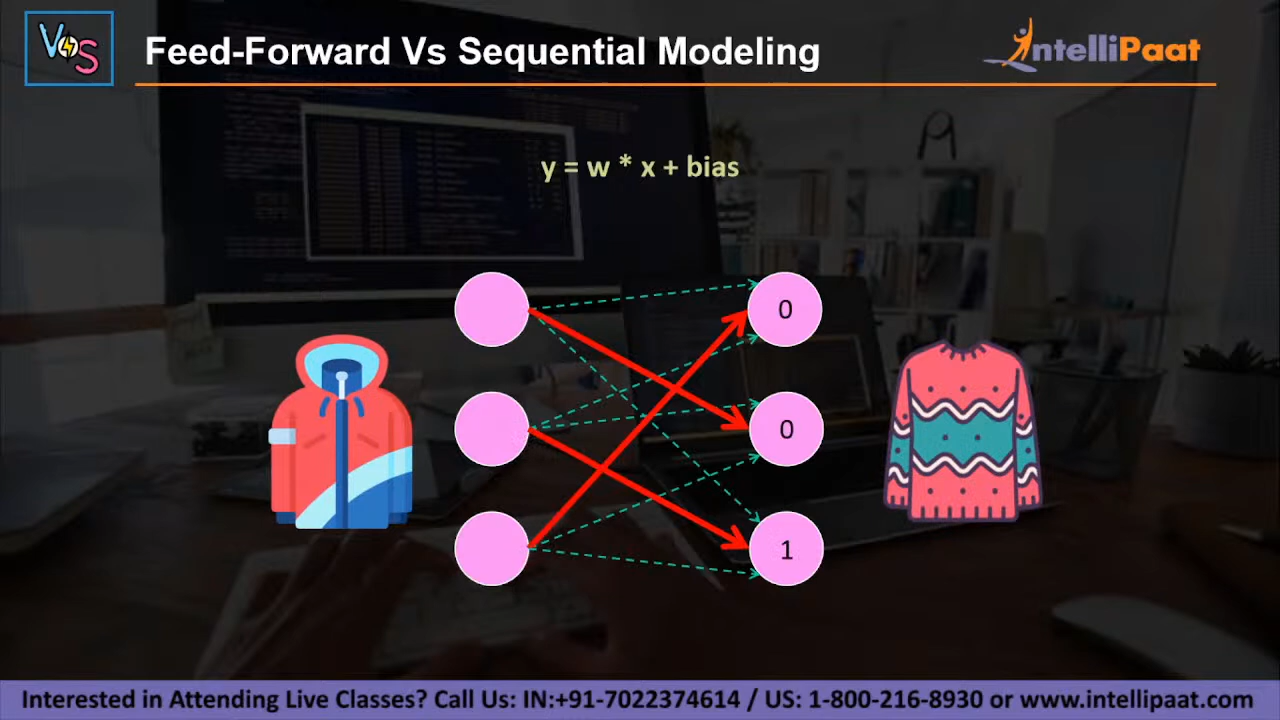 V S
Feed-Forward Vs Sequential Modeling
IntelliPaat
y = w * x + bias
0
0
1
Interested in Attending Live Classes? Call Us: IN:+91-7022374614 / US: 1-800-216-8930 or www.intellipaat.com